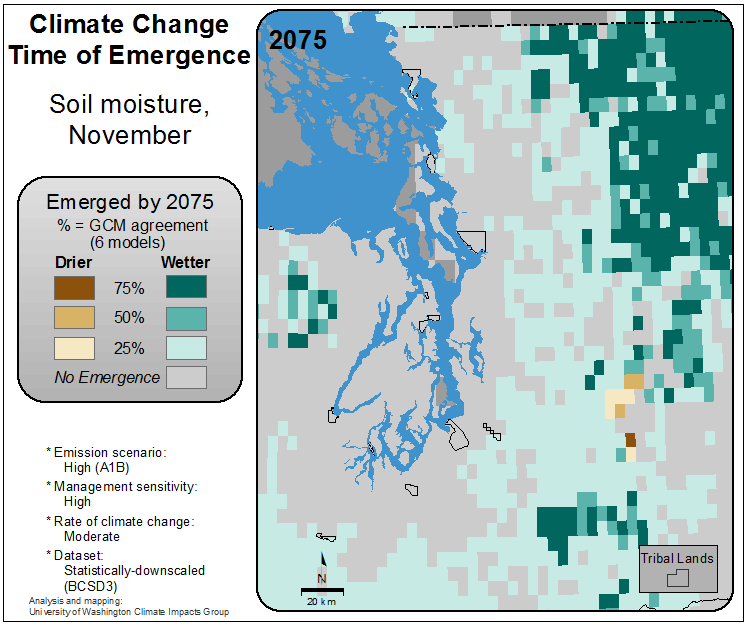 Climate Change
Time of Emergence
Soil moisture,
November
Emerged by 2075
% = GCM agreement
(6 models)
Drier Wetter
75%
50%
25%
No Emergence
* Emission scenario:
High (A1B)
* Management sensitivity:
High
* Rate of climate change:
Moderate
* Dataset:
Statistically-downscaled
(BCSD3)
Analysis and mapping:
University of Washington Climate Impacts Group
2075
N
20 km
Tribal Lands